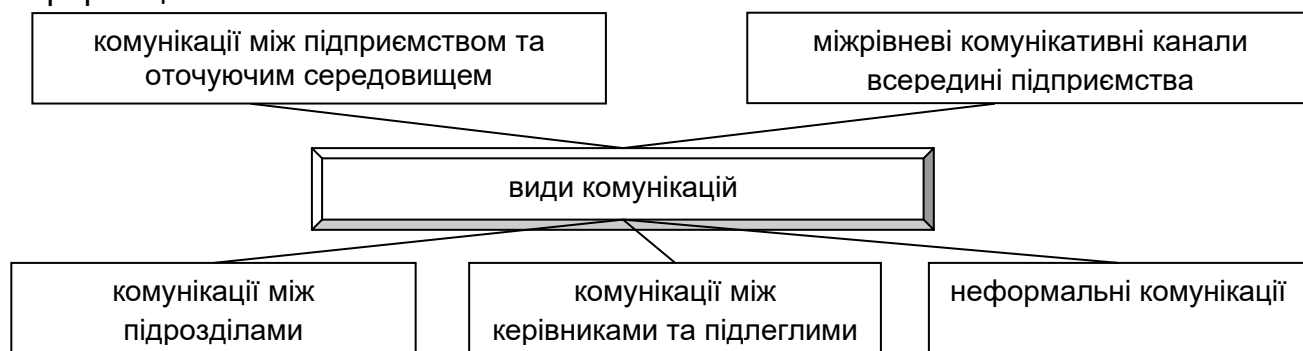 комунікації між підприємством та
оточуючим середовищем
міжрівневі комунікативні канали
всередині підприємства
види комунікацій
комунікації між
підрозділами
комунікації між
керівниками та підлеглими
неформальні комунікації